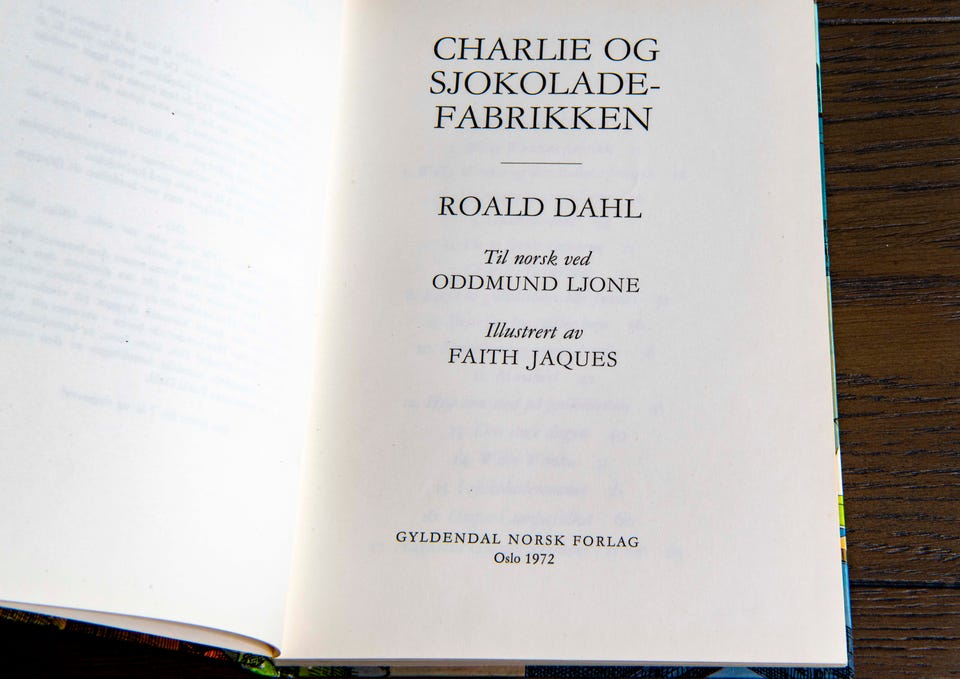 CHARLIE OG
SJOKOLADE-
FABRIKKEN
ROALD DAHL
Til norsk ved
ODDMUND LJONE
Illustrert av
FAITH JAQUES
GYLDENDAL NORSK FORLAG
Oslo 1972